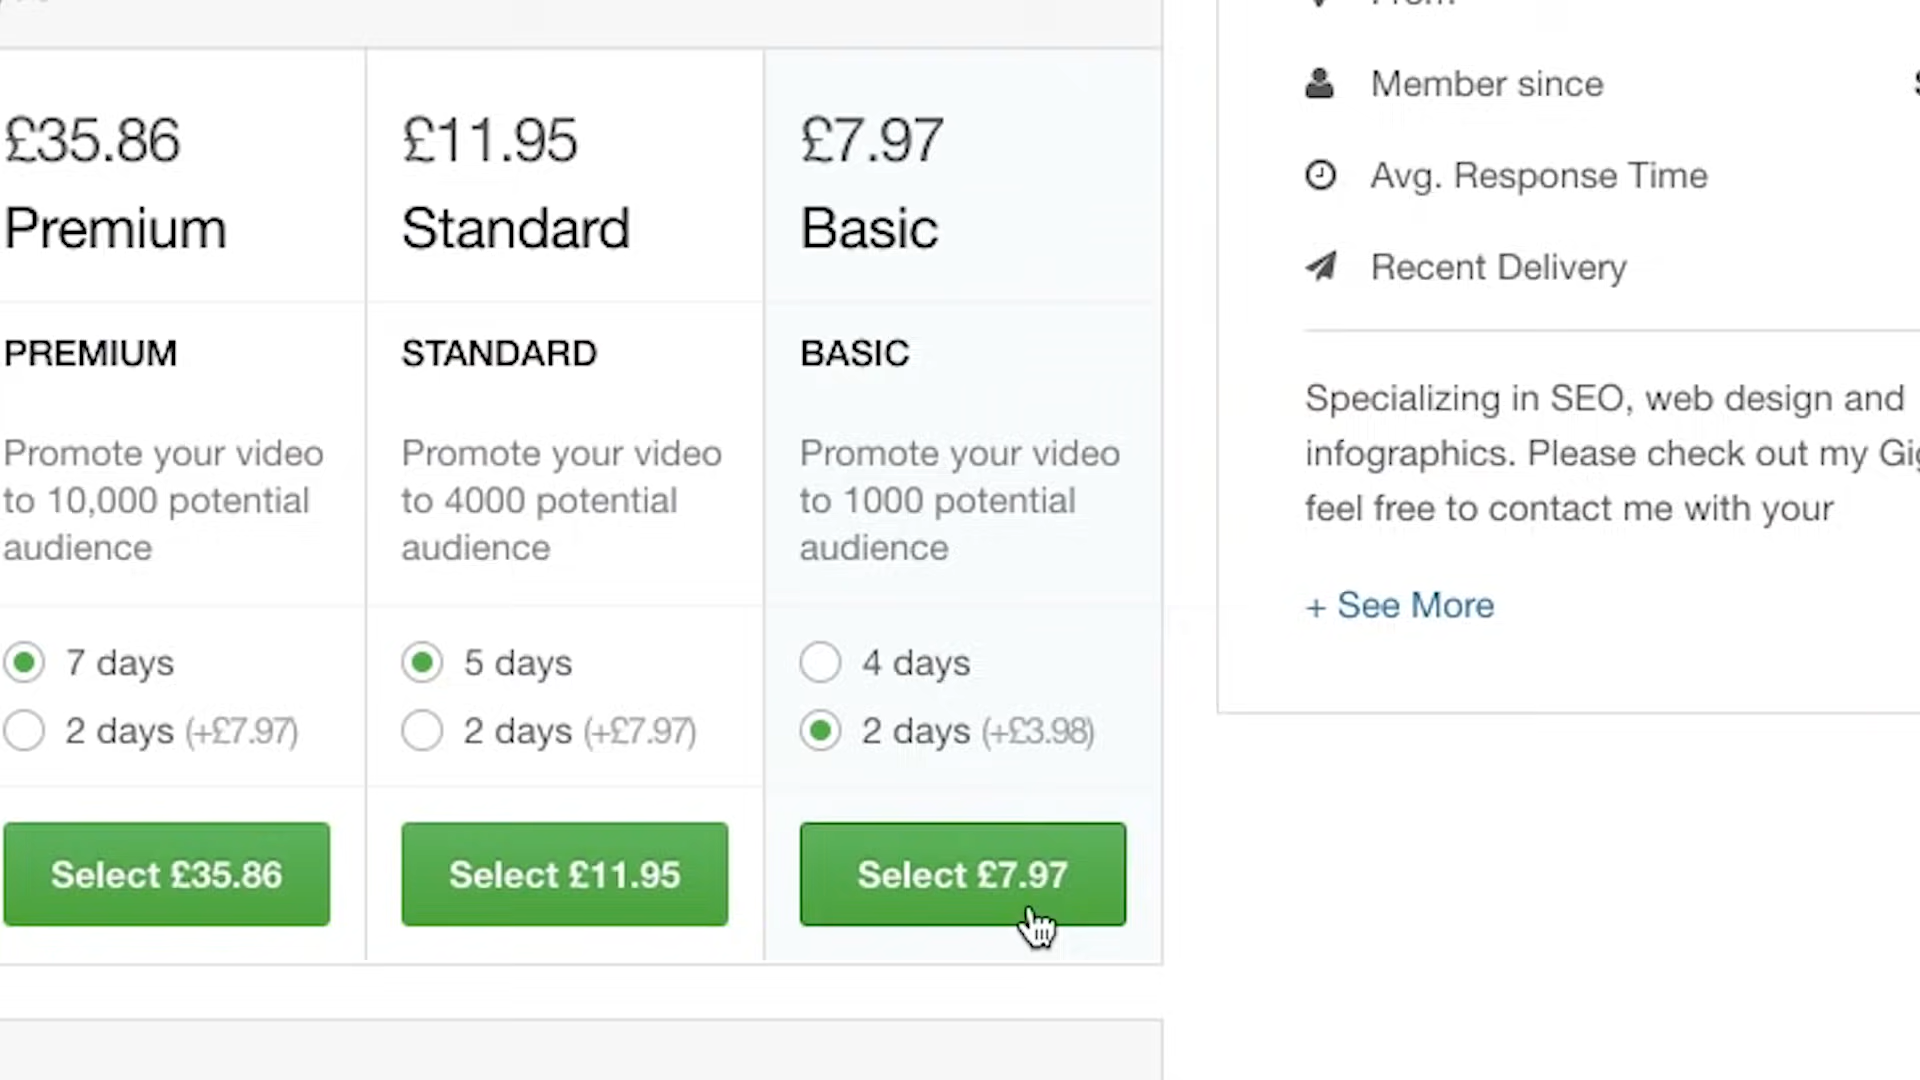 £35.86
Premium
PREMIUM
Promote your video
to 10,000 potential
audience
7 days
2 days (+£7.97)
Select £35.86
£11.95
Standard
STANDARD
Promote your video
to 4000 potential
audience
5 days
2 days (+£7.97)
Select £11.95
£7.97
Basic
BASIC
Promote your video
to 1000 potential
audience
4 days
2 days (+£3.98)
Select £7.97
From
Member since
Avg. Response Time
Recent Delivery
Specializing in SEO, web design and
infographics. Please check out my
feel free to contact me with your
+ See More